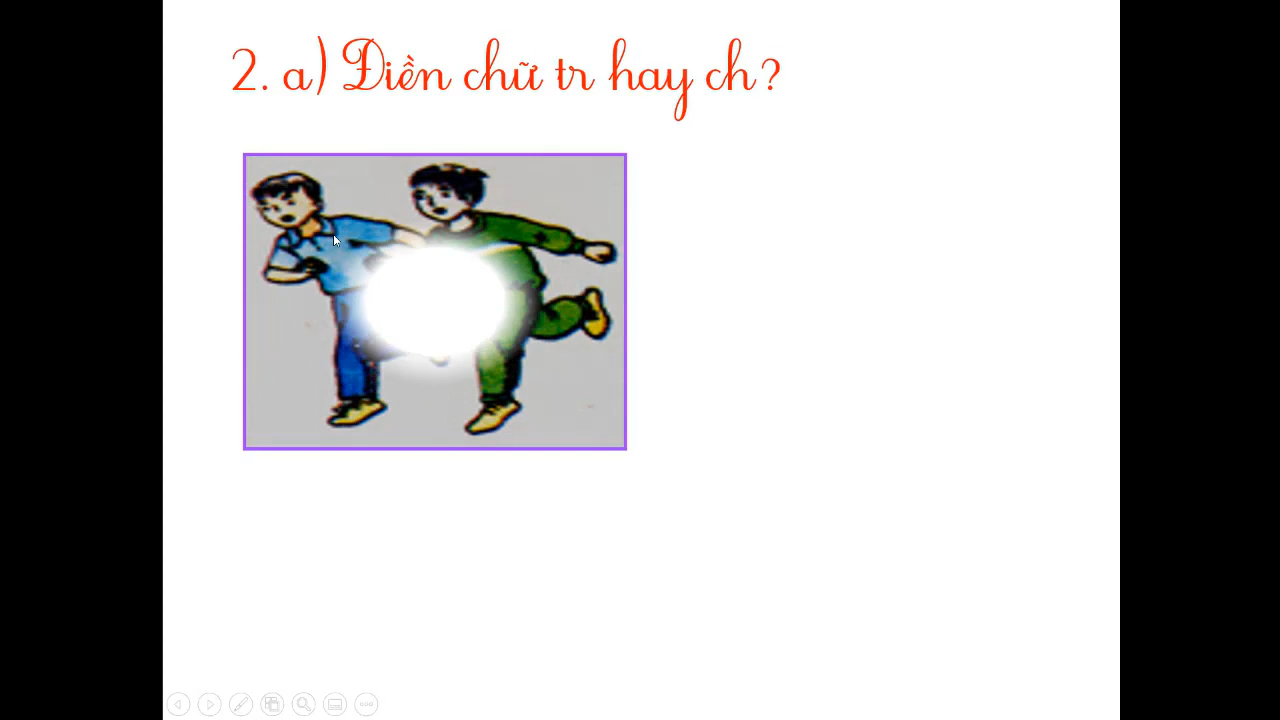 2. a) Điền chữ tr hay ch?